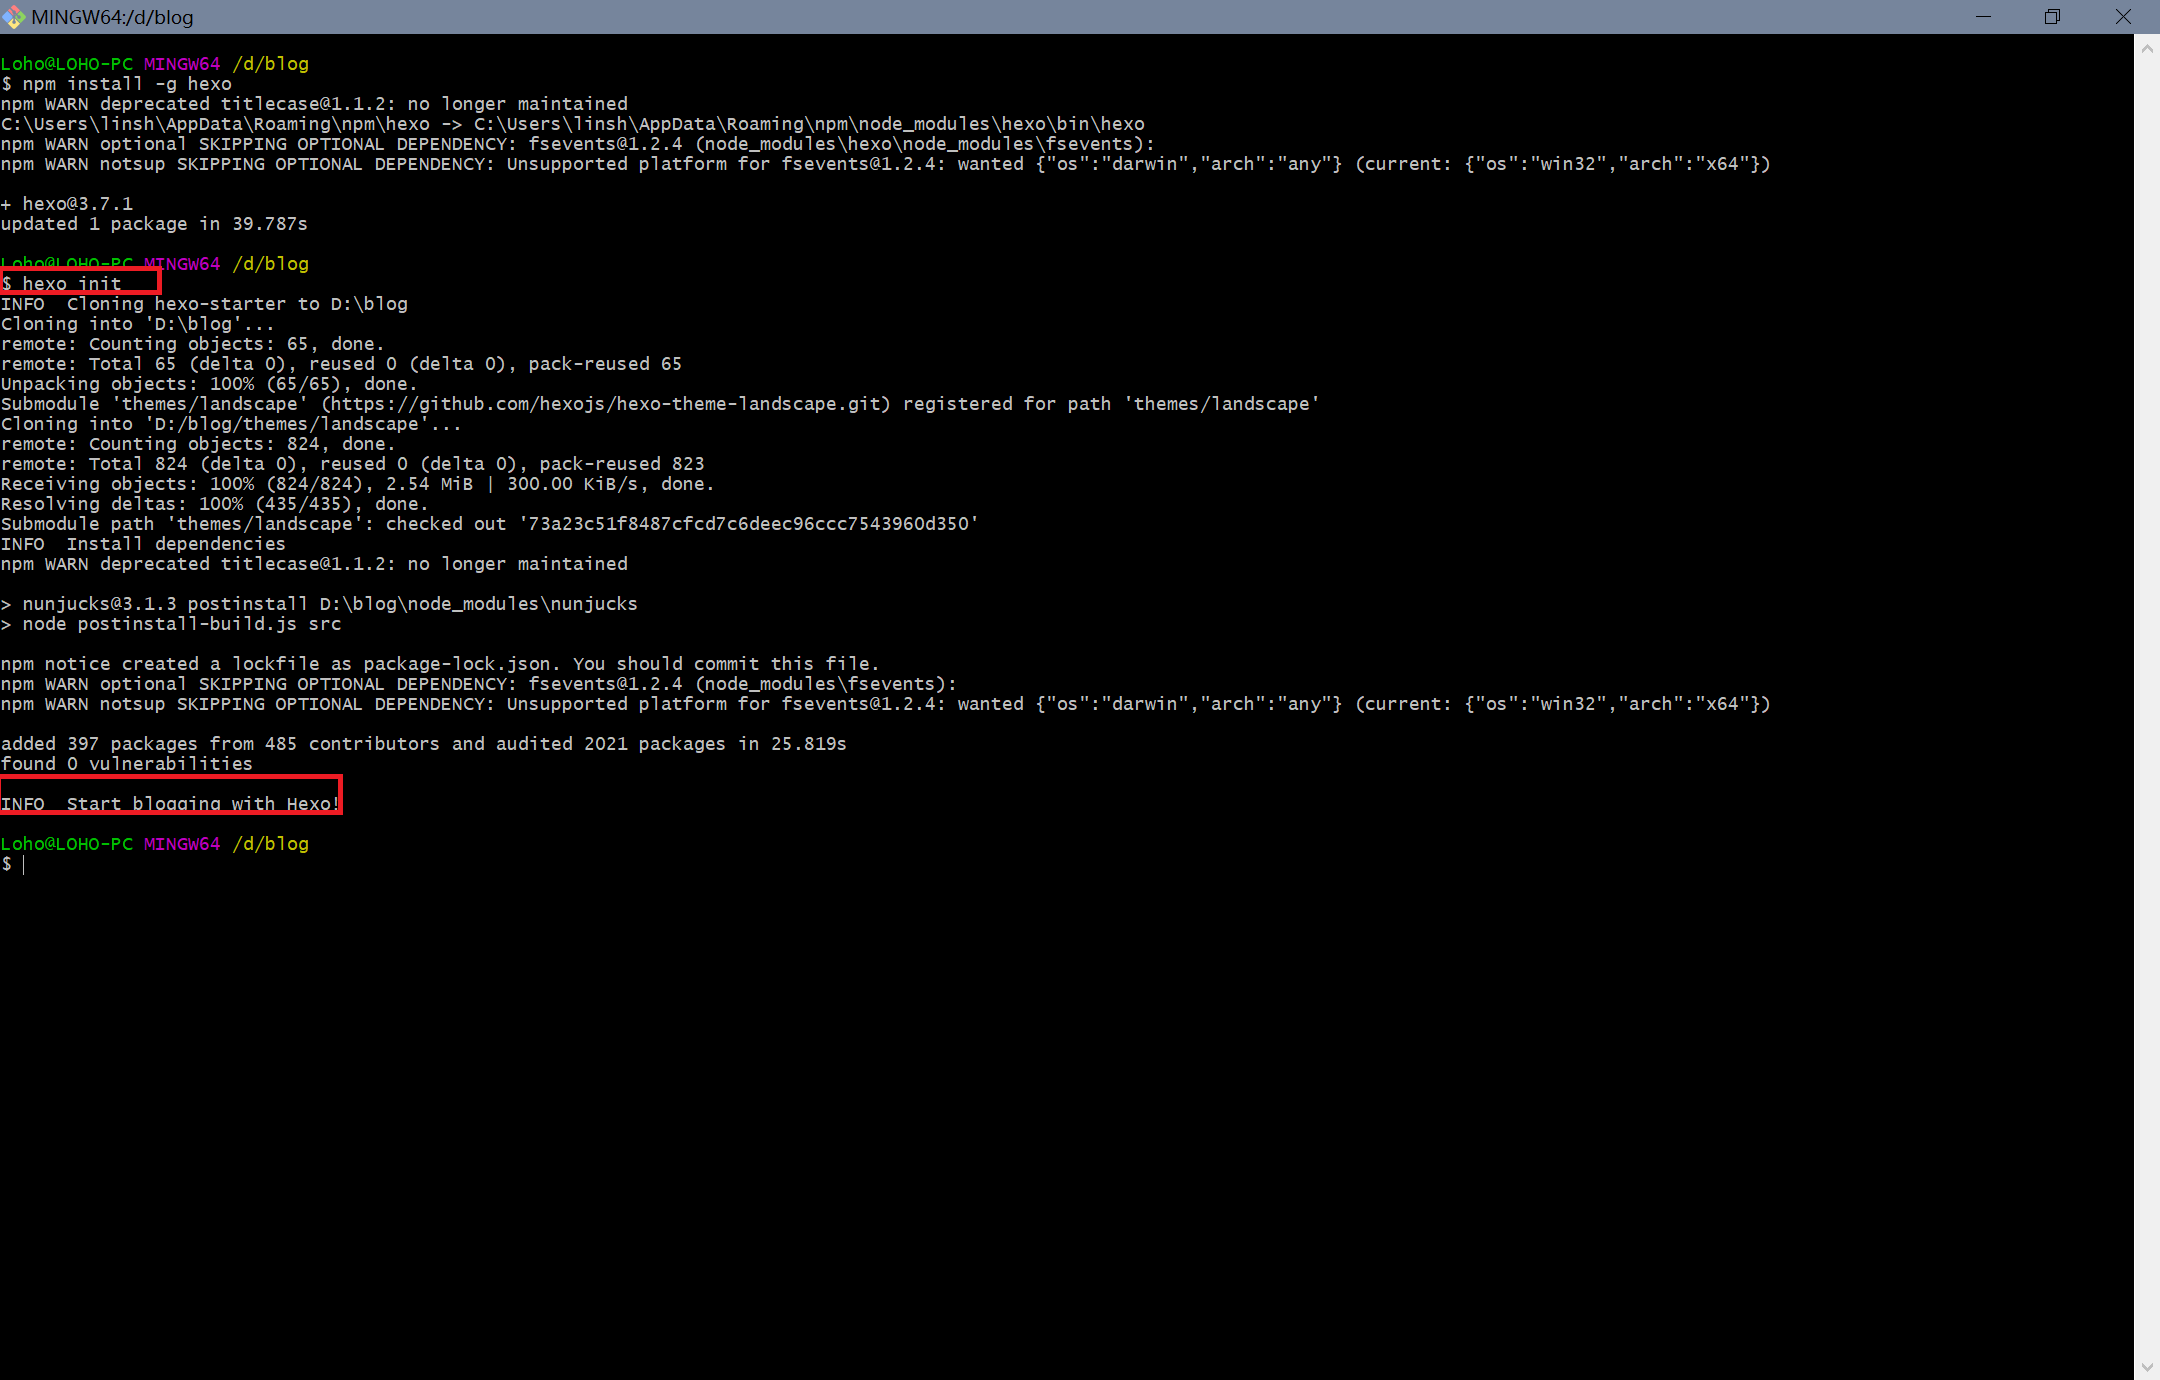 MINGW64:/d/blog
Loho@LOHO-PC MINGW64 /d/blog
$ npm install -g hexo
npm WARN deprecated titlecase@1.1.2: no longer maintained
C:\Users\linsh\AppData\Roaming\npm\hexo -> C:\Users\linsh\AppData\Roaming\npm\node_modules\hexo\bin\hexo
npm WARN optional SKIPPING OPTIONAL DEPENDENCY: fsevents@1.2.4 (node_modules\hexo\node_modules\fsevents):
npm WARN notsup SKIPPING OPTIONAL DEPENDENCY: Unsupported platform for fsevents@1.2.4: wanted {"os":"darwin","arch":"any"} (current: {"os":"win32","arch":"x64"})
+ hexo@3.7.1
updated 1 package in 39.787s
Loho@LOHO-PC MINGW64 /d/blog
$ hexo init
INFO  Cloning hexo-starter to D:\blog
Cloning into 'D:\blog'...
remote: Counting objects: 65, done.
remote: Total 65 (delta 0), reused 0 (delta 0), pack-reused 65
Unpacking objects: 100% (65/65), done.
Submodule 'themes/landscape' (https://github.com/hexojs/hexo-theme-landscape.git) registered for path 'themes/landscape'
Cloning into 'D:/blog/themes/landscape'...
remote: Counting objects: 824, done.
remote: Total 824 (delta 0), reused 0 (delta 0), pack-reused 823
Receiving objects: 100% (824/824), 2.54 MiB | 300.00 KiB/s, done.
Resolving deltas: 100% (435/435), done.
Submodule path 'themes/landscape': checked out '73a23c51f8487cfcd7c6deec96ccc7543960d350'
INFO  Install dependencies
npm WARN deprecated titlecase@1.1.2: no longer maintained
> nunjucks@3.1.3 postinstall D:\blog\node_modules\nunjucks
> node postinstall-build.js src
npm notice created a lockfile as package-lock.json. You should commit this file.
npm WARN optional SKIPPING OPTIONAL DEPENDENCY: fsevents@1.2.4 (node_modules\fsevents):
npm WARN notsup SKIPPING OPTIONAL DEPENDENCY: Unsupported platform for fsevents@1.2.4: wanted {"os":"darwin","arch":"any"} (current: {"os":"win32","arch":"x64"})
added 397 packages from 485 contributors and audited 2021 packages in 25.819s
found 0 vulnerabilities
INFO  Start blogging with Hexo!
Loho@LOHO-PC MINGW64 /d/blog
$